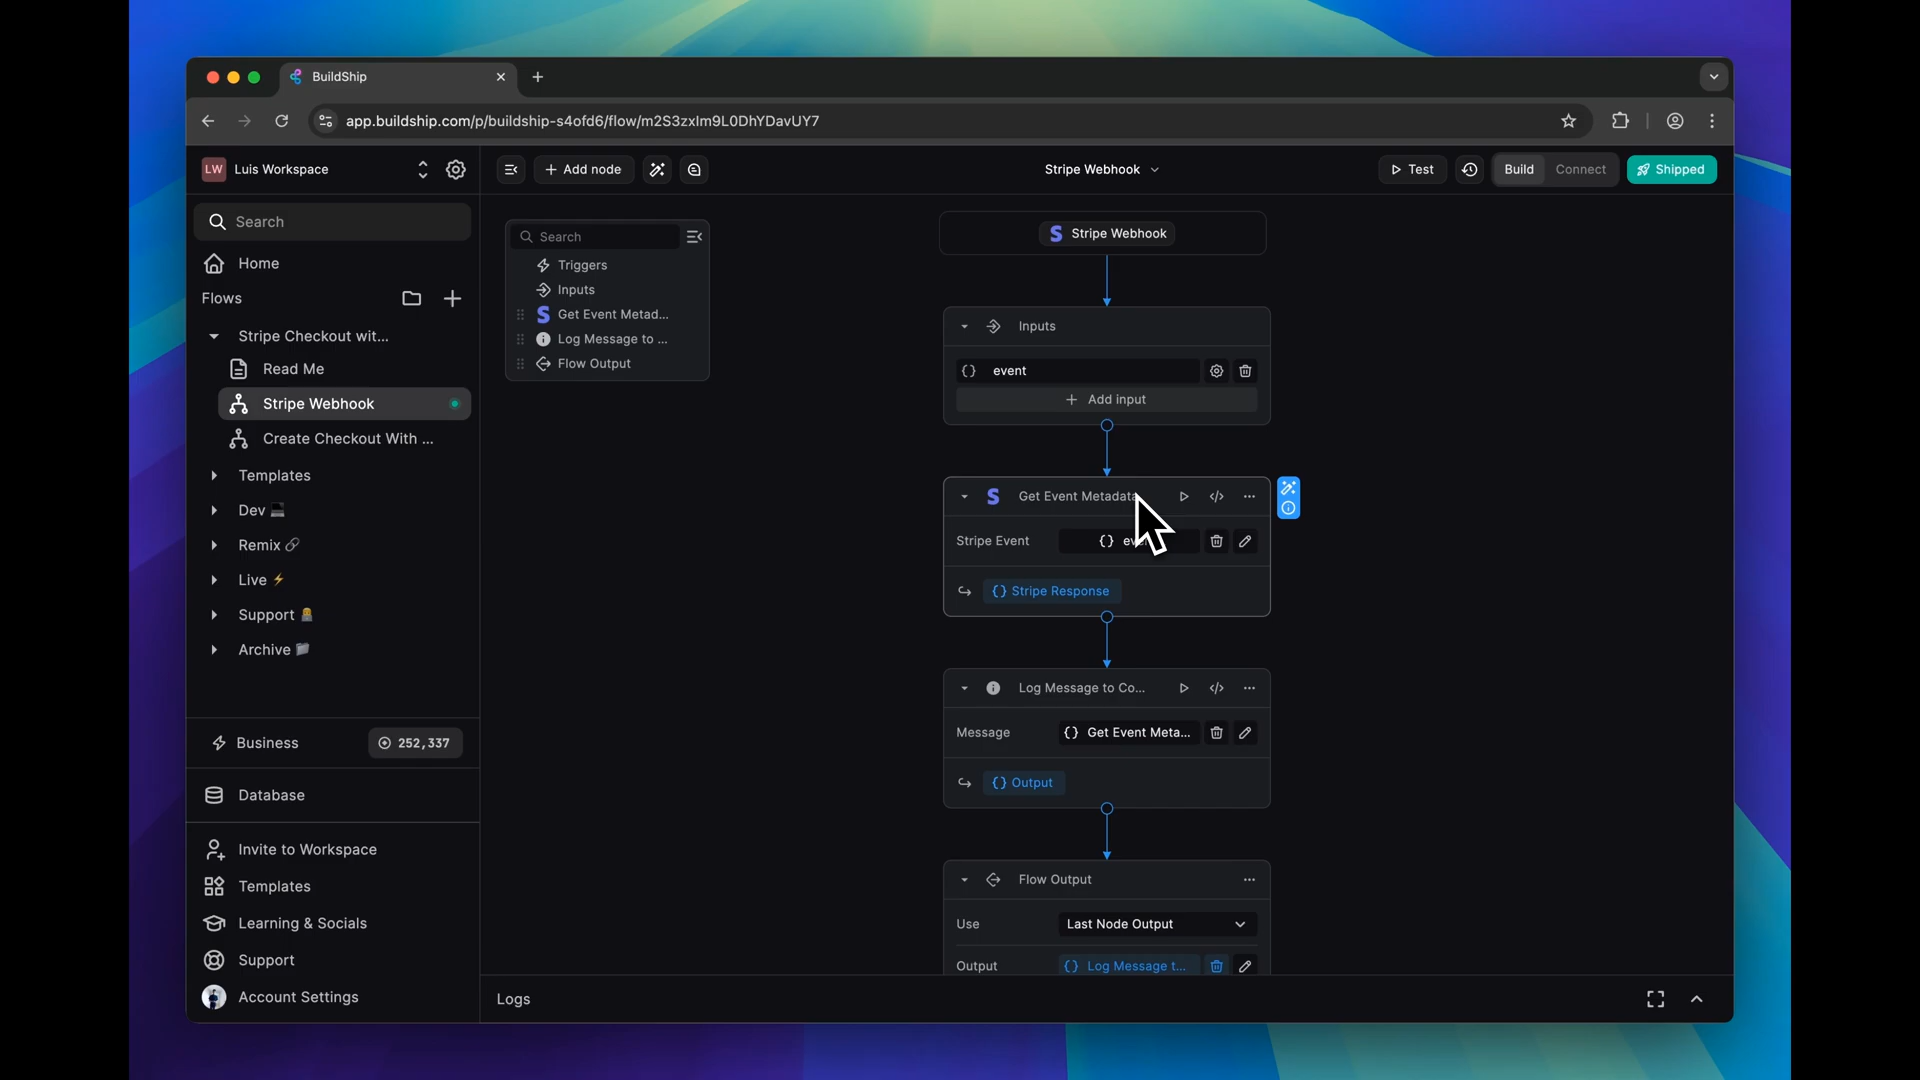 BuildShip
app.buildship.com/p/buildship-s4ofd6/flow/m2S3zxIm9L0DhYDavUY7
LW Luis Workspace
Add node
Stripe Webhook
Test
Build
Connect
Shipped
Search
Home
Flows
Stripe Checkout wit...
Read Me
Stripe Webhook
Create Checkout With ...
Templates
Dev
Remix
Live
Support
Archive
Business
252,337
Database
Invite to Workspace
Templates
Learning & Socials
Support
Account Settings
Search
Triggers
Inputs
Get Event Metad...
Log Message to ...
Flow Output
Stripe Webhook
Inputs
{} event
Add input
Get Event Metadata
Stripe Event
{}
{} Stripe Response
Log Message to Co...
Message
{} Get Event Meta...
{} Output
Flow Output
Use
Last Node Output
Output
{} Log Message t...
Logs